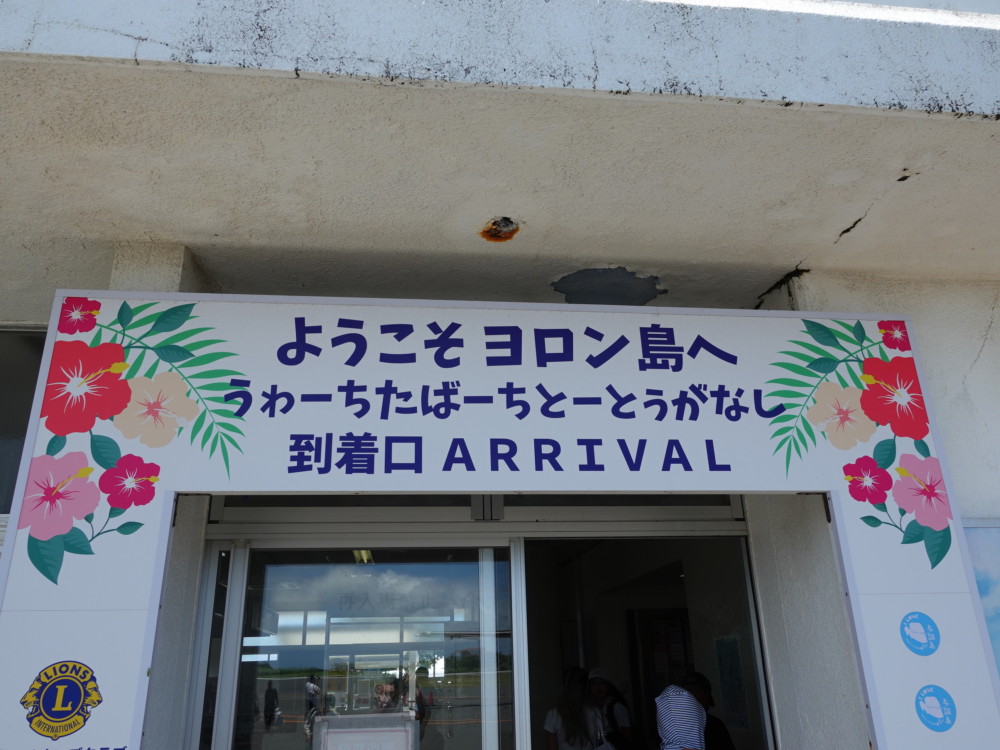 ようこそ ヨロン島へ
うわーちたばーちとーとぅがなし
到着口 ARRIVAL
LIONS
L
INTERNATIONAL